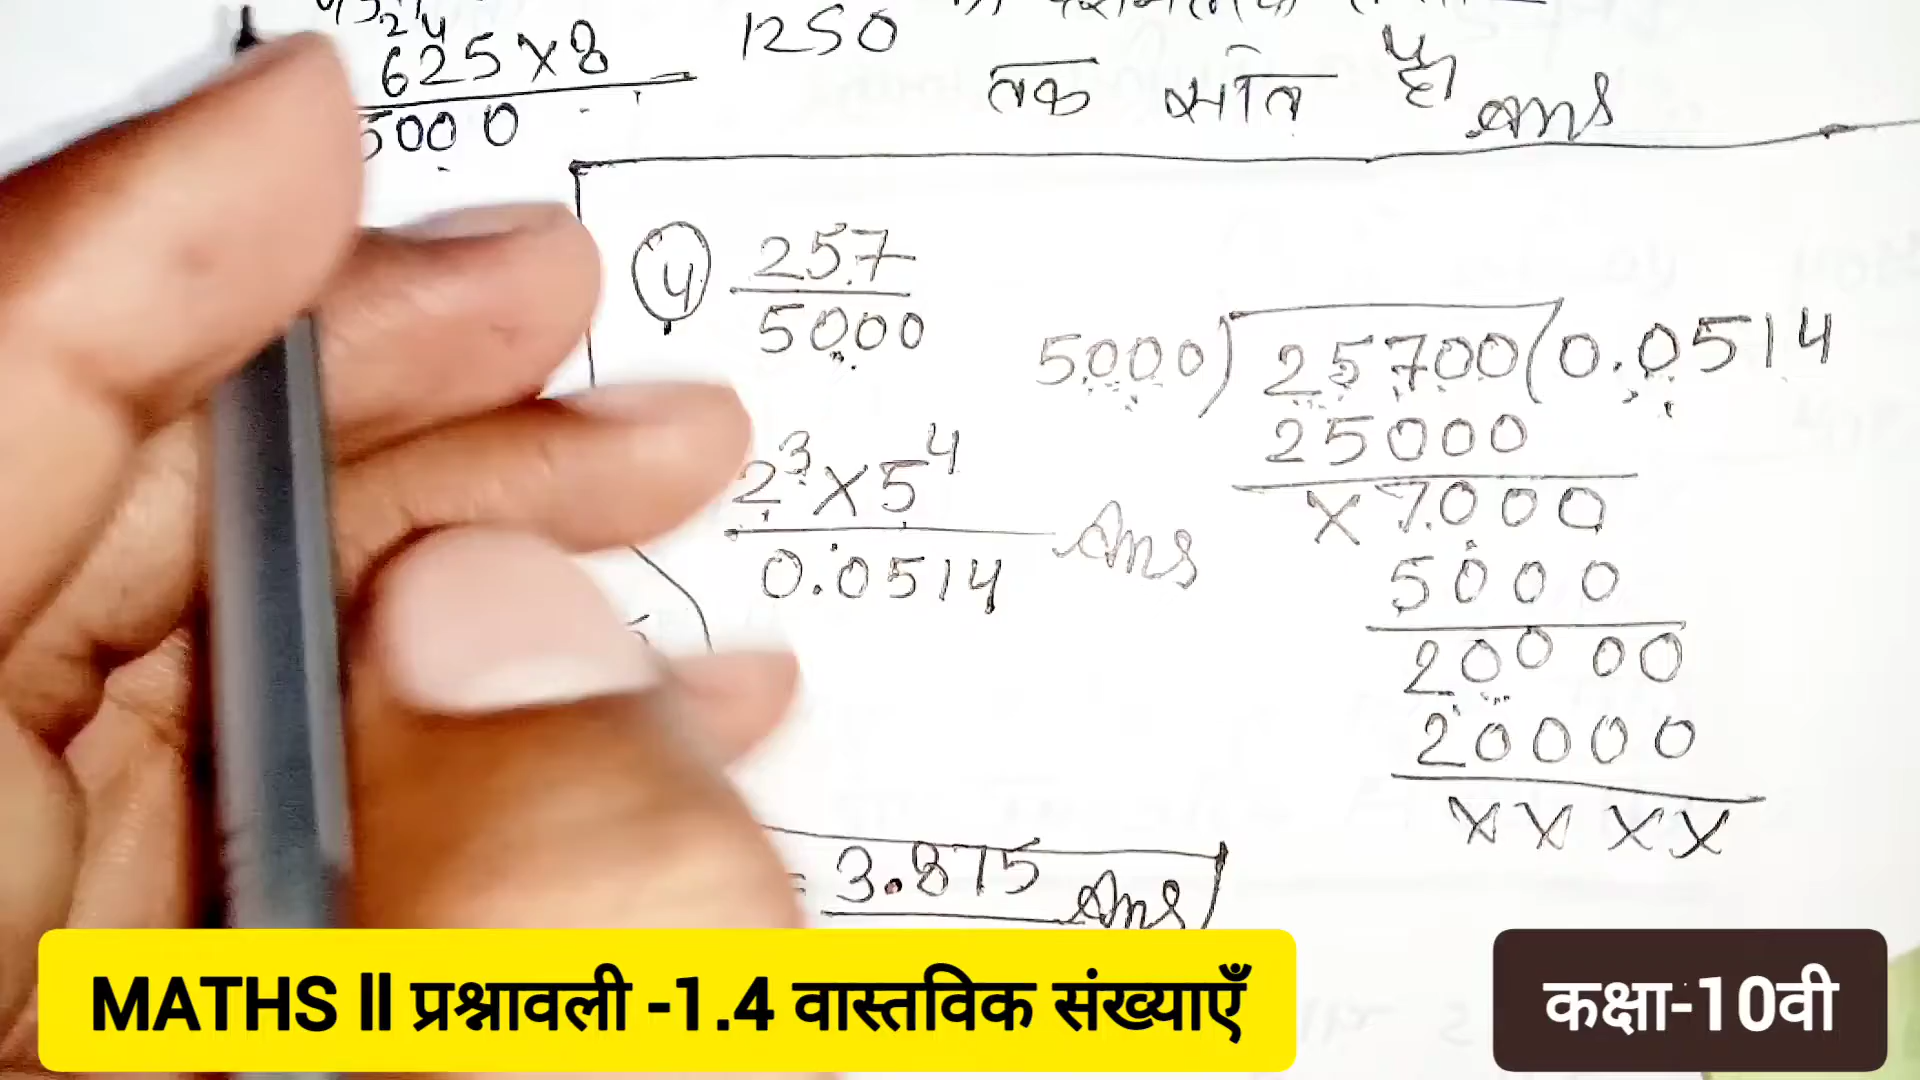 24
625×8
5000
1250
तक सांत है। Ans
4 257
5000
5000) 25700 (0.0514
25000
× 7000
5000
20000
20000
× × × ×
2³×5⁴
0.0514 Ans
= 3.875 Ans
MATHS ll प्रश्नावली -1.4 वास्तविक संख्याएँ
कक्षा-10वी